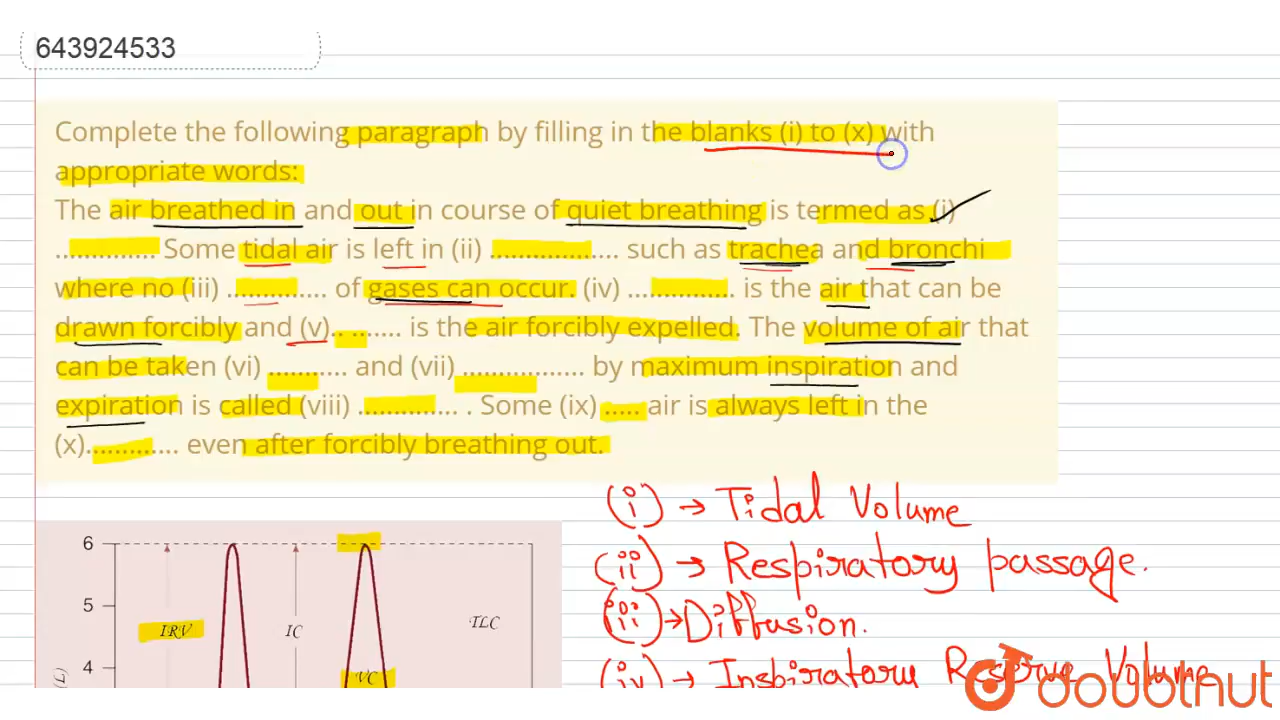 643924533
Complete the following paragraph by filling in the blanks (i) to (x) with
appropriate words:
The air breathed in and out in course of quiet breathing is termed as (i)
.............. Some tidal air is left in (ii) .................. such as trachea and bronchi
where no (iii) .............. of gases can occur. (iv) ............... is the air that can be
drawn forcibly and (v).. ....... is the air forcibly expelled. The volume of air that
can be taken (vi) ........... and (vii) ................. by maximum inspiration and
expiration is called (viii) .............. . Some (ix) ..... air is always left in the
(x)............. even after forcibly breathing out.
(i) → Tidal Volume
(ii) → Respiratory passage.
(iii) → Diffusion.
(iv) → Inspiratory Reserve Volume
6
5
4
(L)
IRV
IC
VC
TLC
doubtnut